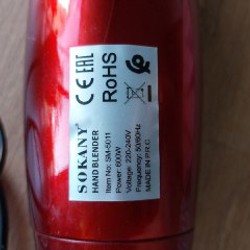 CE EAC
RoHS
SOKANY
HAND BLENDER
Item No: SM-5011
Power: 600W
Voltage: 220-240V
Frequency: 50/60Hz
MADE IN P.R.C